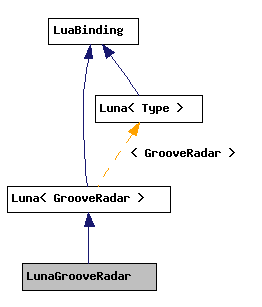 LuaBinding
Luna< Type >
< GrooveRadar >
Luna< GrooveRadar >
LunaGrooveRadar